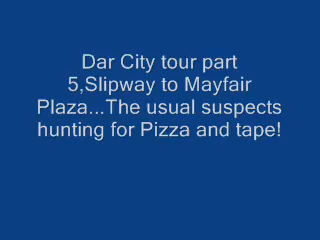 Dar City tour part
5,Slipway to Mayfair
Plaza...The usual suspects
hunting for Pizza and tape!